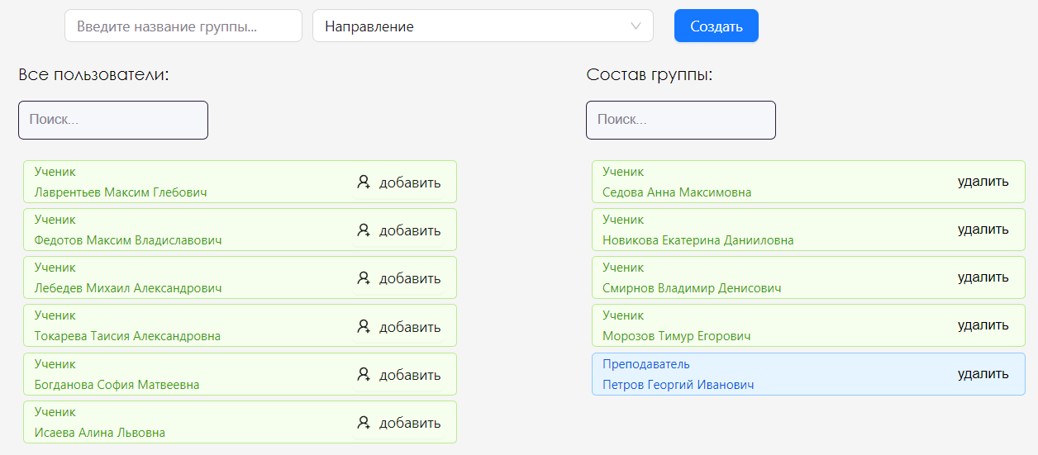 Введите название группы...
Направление
Создать
Все пользователи:
Поиск...
Ученик
Лаврентьев Максим Глебович
добавить
Ученик
Федотов Максим Владиславович
добавить
Ученик
Лебедев Михаил Александрович
добавить
Ученик
Токарева Таисия Александровна
добавить
Ученик
Богданова София Матвеевна
добавить
Ученик
Исаева Алина Львовна
добавить
Состав группы:
Поиск...
Ученик
Седова Анна Максимовна
удалить
Ученик
Новикова Екатерина Данииловна
удалить
Ученик
Смирнов Владимир Денисович
удалить
Ученик
Морозов Тимур Егорович
удалить
Преподаватель
Петров Георгий Иванович
удалить